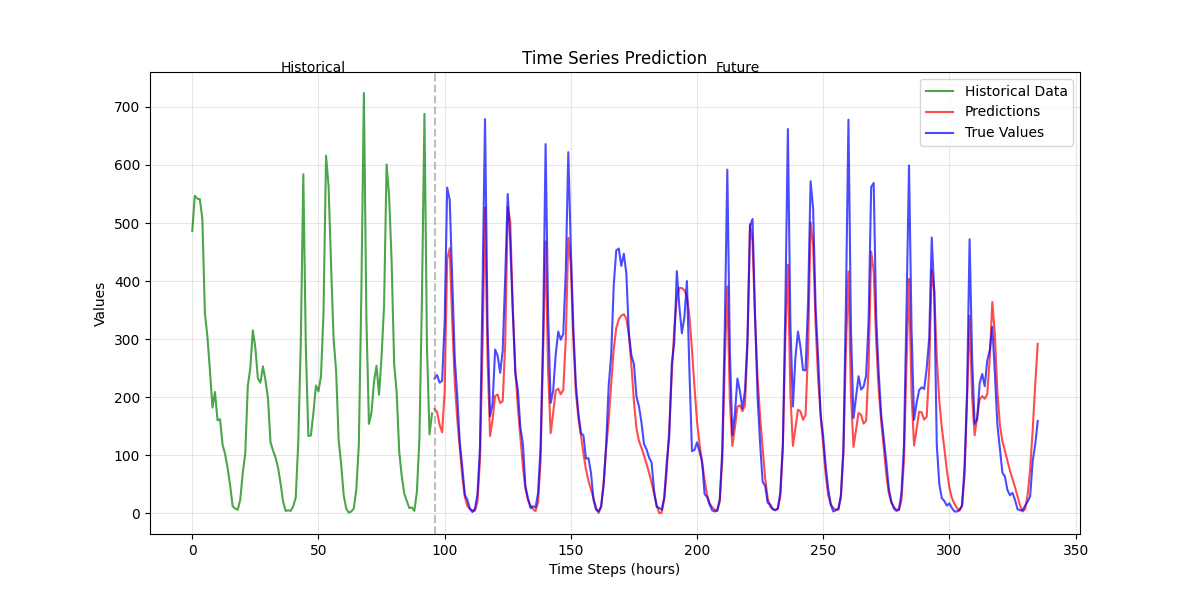 Time Series Prediction
Historical
Future
Historical Data
Predictions
True Values
Values
700
600
500
400
300
200
100
0
0
50
100
150
200
250
300
350
Time Steps (hours)